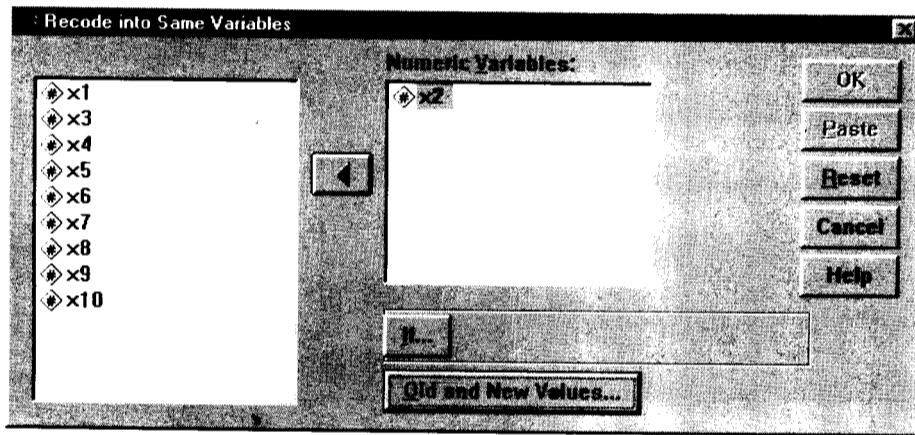 : Recode into Same Variables
Numeric Variables:
x1
x3
x4
x5
x6
x7
x8
x9
x10
x2
OK
Paste
Reset
Cancel
Help
If...
Old and New Values...